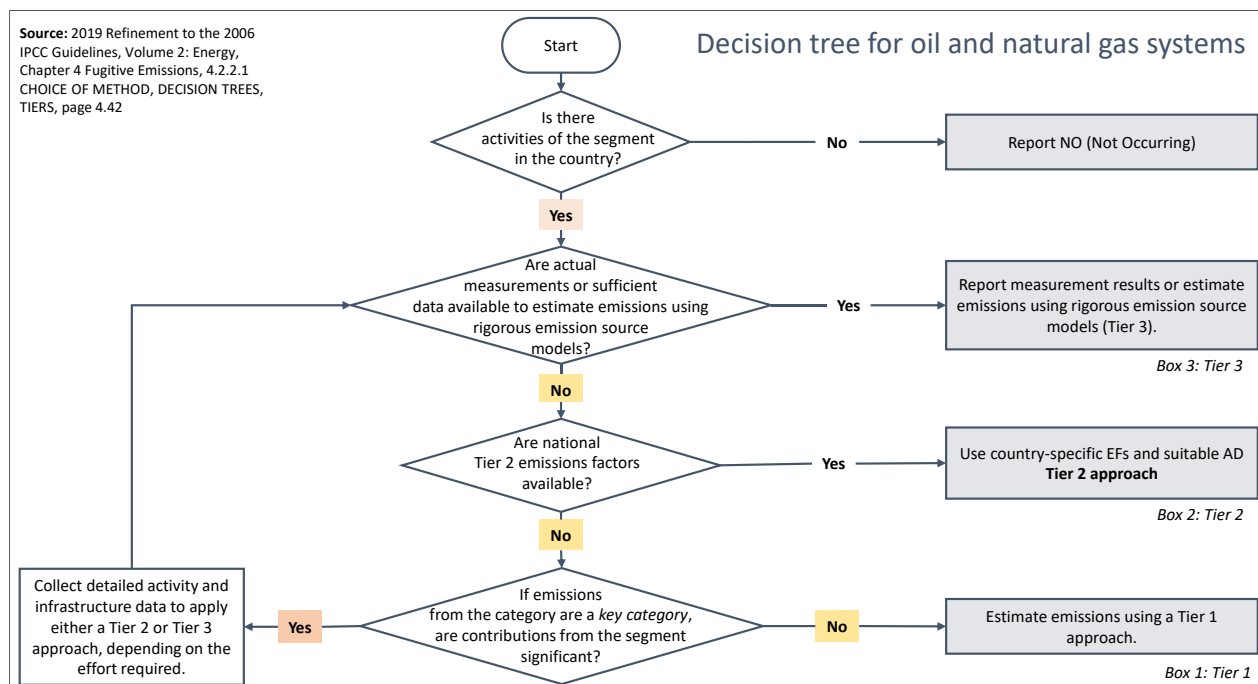 Source: 2019 Refinement to the 2006
IPCC Guidelines, Volume 2: Energy,
Chapter 4 Fugitive Emissions, 4.2.2.1
CHOICE OF METHOD, DECISION TREES,
TIERS, page 4.42
Decision tree for oil and natural gas systems
Start
Is there
activities of the segment
in the country?
No
Report NO (Not Occurring)
Yes
Are actual
measurements or sufficient
data available to estimate emissions using
rigorous emission source
models?
Yes
Report measurement results or estimate
emissions using rigorous emission source
models (Tier 3).
Box 3: Tier 3
No
Are national
Tier 2 emissions factors
available?
Yes
Use country-specific EFs and suitable AD
Tier 2 approach
Box 2: Tier 2
No
If emissions
from the category are a key category,
are contributions from the segment
significant?
Yes
Collect detailed activity and
infrastructure data to apply
either a Tier 2 or Tier 3
approach, depending on the
effort required.
No
Estimate emissions using a Tier 1
approach.
Box 1: Tier 1